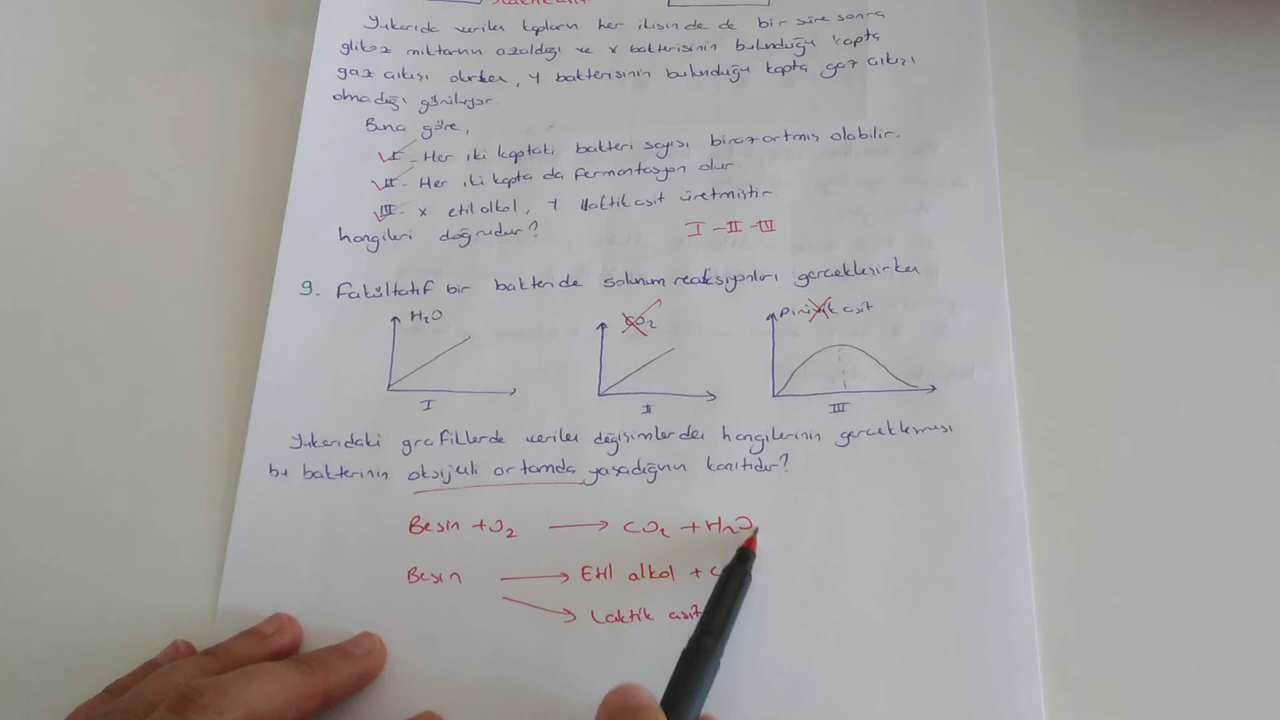 Yukarıda verilen kapların her ikisinde de bir süre sonra
glikoz miktarının azaldığı ve x bakterisinin bulunduğu kapta
gaz çıkışı olurken, y bakterisinin bulunduğu kapta gaz çıkışı
olmadığı görülüyor.
Buna göre,
I - Her iki kaptaki bakteri sayısı biraz artmış olabilir.
II - Her iki kapta da fermantasyon olur.
III - x etil alkol, y laktik asit üretmiştir
hangileri doğrudur?
I - II - III
9. Fakültatif bir bakteride solunum reaksiyonları gerçekleşirken
H₂O
CO₂
Pirüvik asit
I
II
III
Yukarıdaki grafiklerde verilen değişimlerden hangilerinin gerçekleşmesi
bu bakterinin oksijenli ortamda yaşadığının kanıtıdır?
Besin + O₂ → CO₂ + H₂O
Besin → Etil alkol + C
→ Laktik asit